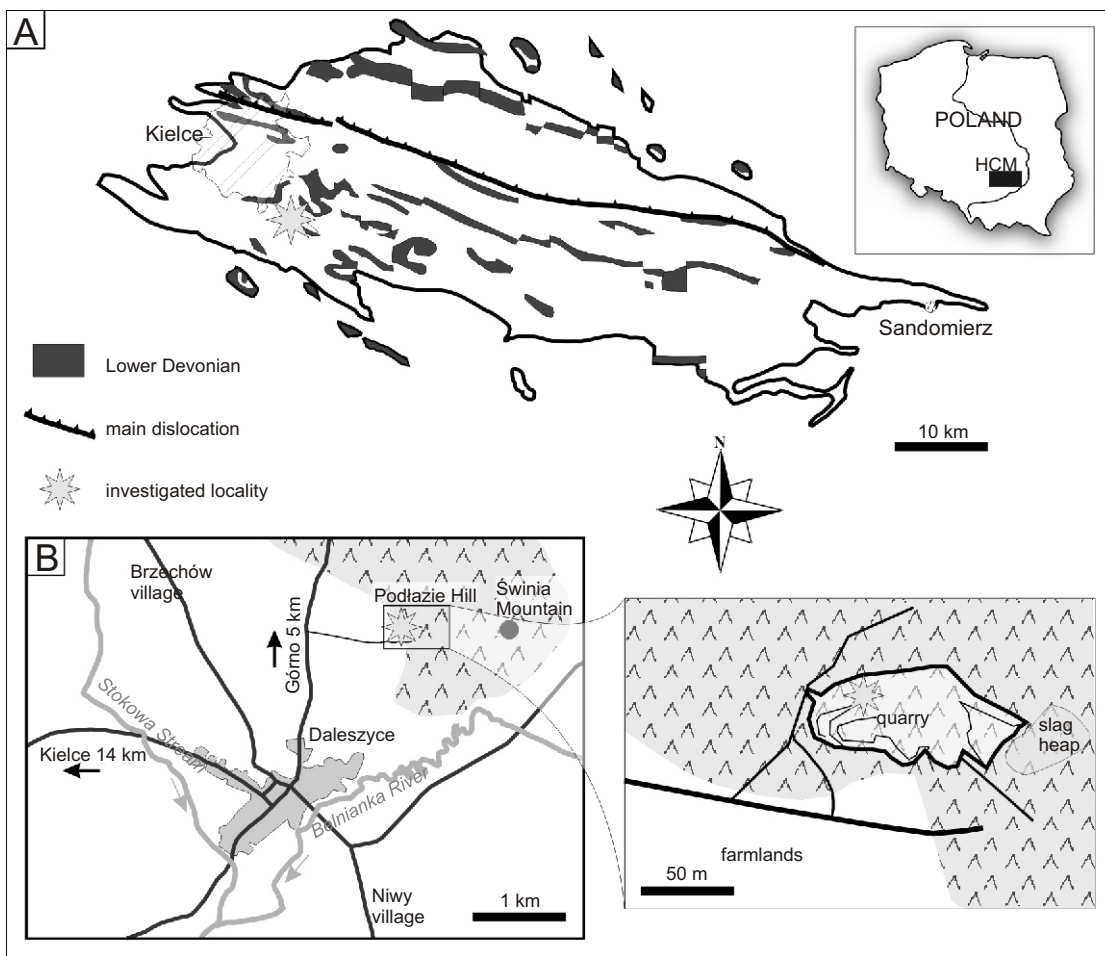 A
POLAND
HCM
Kielce
Sandomierz
Lower Devonian
main dislocation
investigated locality
10 km
N
B
Brzechów
village
Górno 5 km
Podłazie Hill
Świnia
Mountain
Stokowa Stream
Daleszyce
Kielce 14 km
Belnianka River
Niwy
village
1 km
quarry
slag
heap
farmlands
50 m